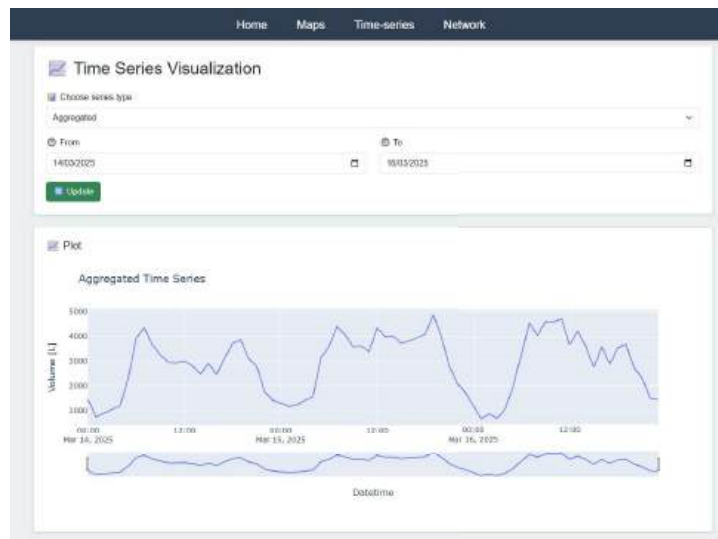 Home Maps Time-series Network
Time Series Visualization
Choose series type
Aggregated
From To
14/03/2025 16/03/2025
Update
Plot
Aggregated Time Series
5000
4000
3000
2000
1000
Volume [L]
00:00 12:00 00:00 12:00 00:00 12:00
Mar 14, 2025 Mar 15, 2025 Mar 16, 2025
Datetime